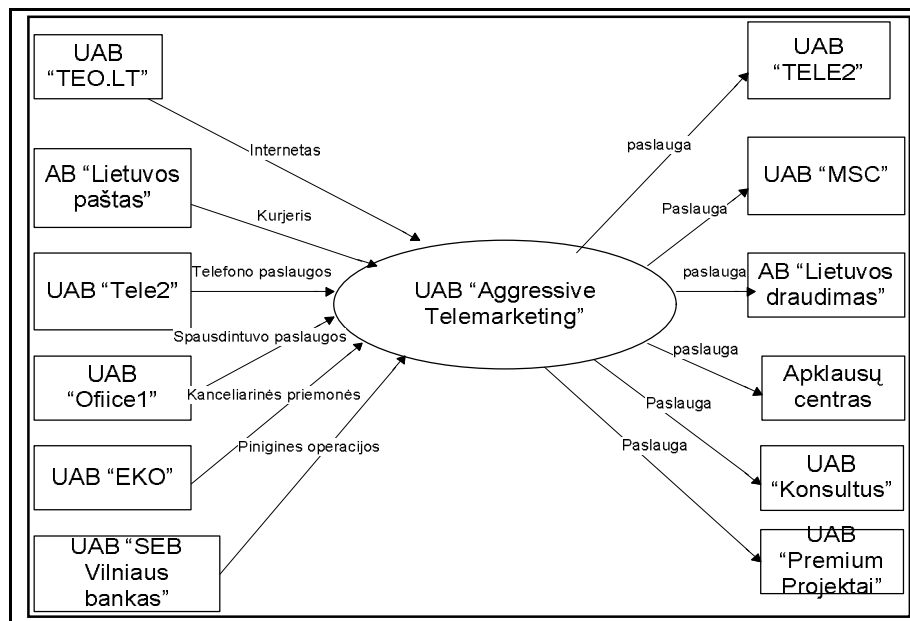 UAB
“TEO.LT”
AB “Lietuvos
paštas”
UAB “Tele2”
UAB
“Ofiice1”
UAB “EKO”
UAB “SEB
Vilniaus
bankas”
Internetas
Kurjeris
Telefono paslaugos
Spausdintuvo paslaugos
Kanceliarinės priemonės
Pinigines operacijos
UAB “Aggressive
Telemarketing”
paslauga
Paslauga
paslauga
paslauga
Paslauga
Paslauga
UAB
“TELE2”
UAB “MSC”
AB “Lietuvos
draudimas”
Apklausų
centras
UAB
“Konsultus”
UAB
“Premium
Projektai”